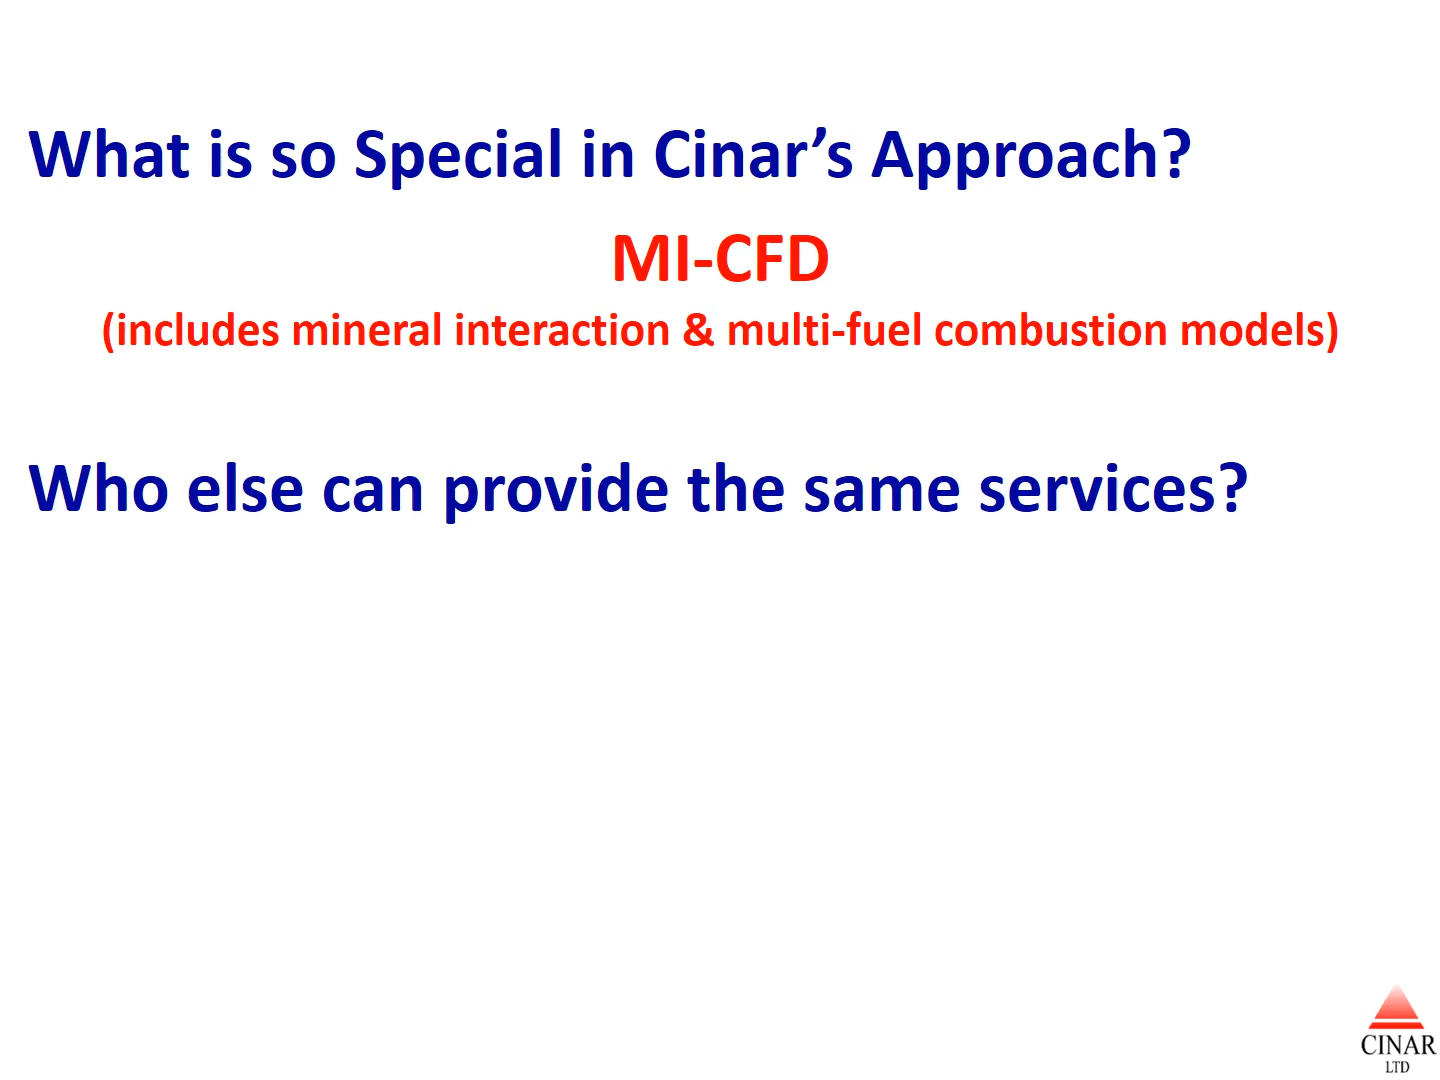 What is so Special in Cinar’s Approach?
MI-CFD
(includes mineral interaction & multi-fuel combustion models)
Who else can provide the same services?
CINAR
LTD